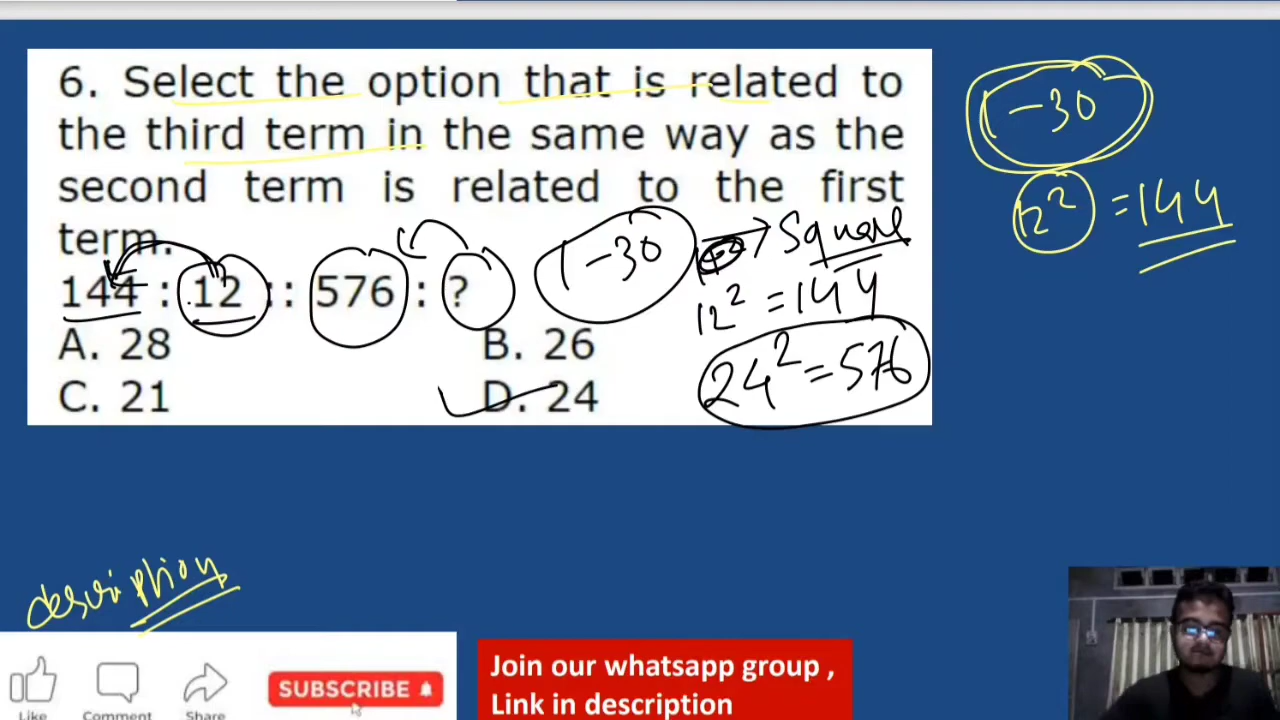 6. Select the option that is related to
the third term in the same way as the
second term is related to the first
term.
144 : 12 :: 576 : ?
A. 28 B. 26
C. 21 D. 24
1-30
→ Square
12² = 144
24² = 576
1-30
12² = 144
description
Like Comment Share
SUBSCRIBE
Join our whatsapp group ,
Link in description